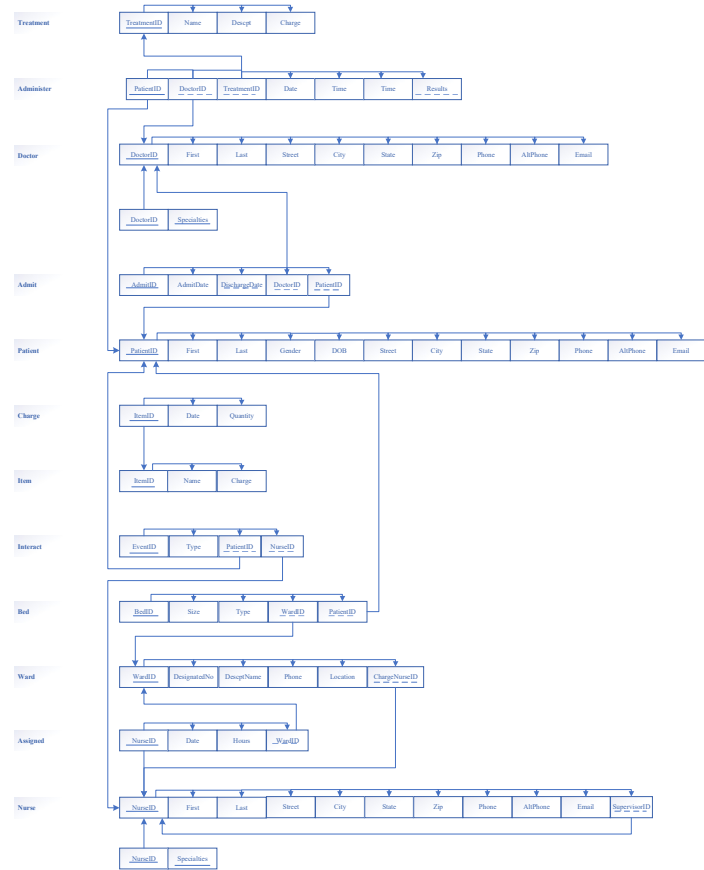 Treatment TreatmentID Name Descpt Charge
Administer PatientID DoctorID TreatmentID Date Time Time Results
Doctor DoctorID First Last Street City State Zip Phone AltPhone Email
DoctorID Specialties
Admit AdmitID AdmitDate DischargeDate DoctorID PatientID
Patient PatientID First Last Gender DOB Street City State Zip Phone AltPhone Email
Charge ItemID Date Quantity
Item ItemID Name Charge
Interact EventID Type PatientID NurseID
Bed BedID Size Type WardID PatientID
Ward WardID DesignatedNo DescptName Phone Location ChargeNurseID
Assigned NurseID Date Hours WardID
Nurse NurseID First Last Street City State Zip Phone AltPhone Email SupervisorID
NurseID Specialties